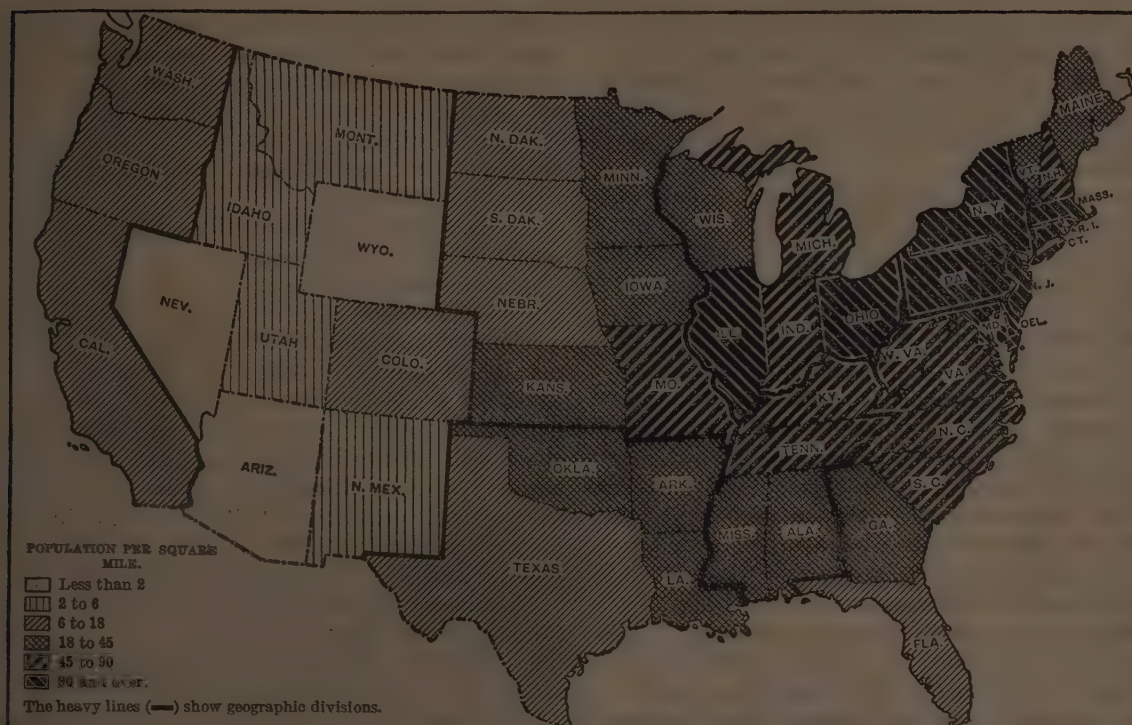 WASH.
MONT.
N. DAK.
MINN.
MAINE
OREGON
IDAHO
S. DAK.
WIS.
MICH.
VT.
N.H.
N. Y.
MASS.
R. I.
CT.
WYO.
NEBR.
IOWA
PA.
N. J.
NEV.
UTAH
COLO.
ILL.
IND.
OHIO
MD.
DEL.
CAL.
KANS.
MO.
W. VA.
VA.
KY.
ARIZ.
N. MEX.
OKLA.
ARK.
TENN.
N. C.
S. C.
TEXAS
LA.
MISS.
ALA.
GA.
FLA.
POPULATION PER SQUARE
MILE.
Less than 2
2 to 6
6 to 18
18 to 45
45 to 90
90 and over.
The heavy lines (━) show geographic divisions.